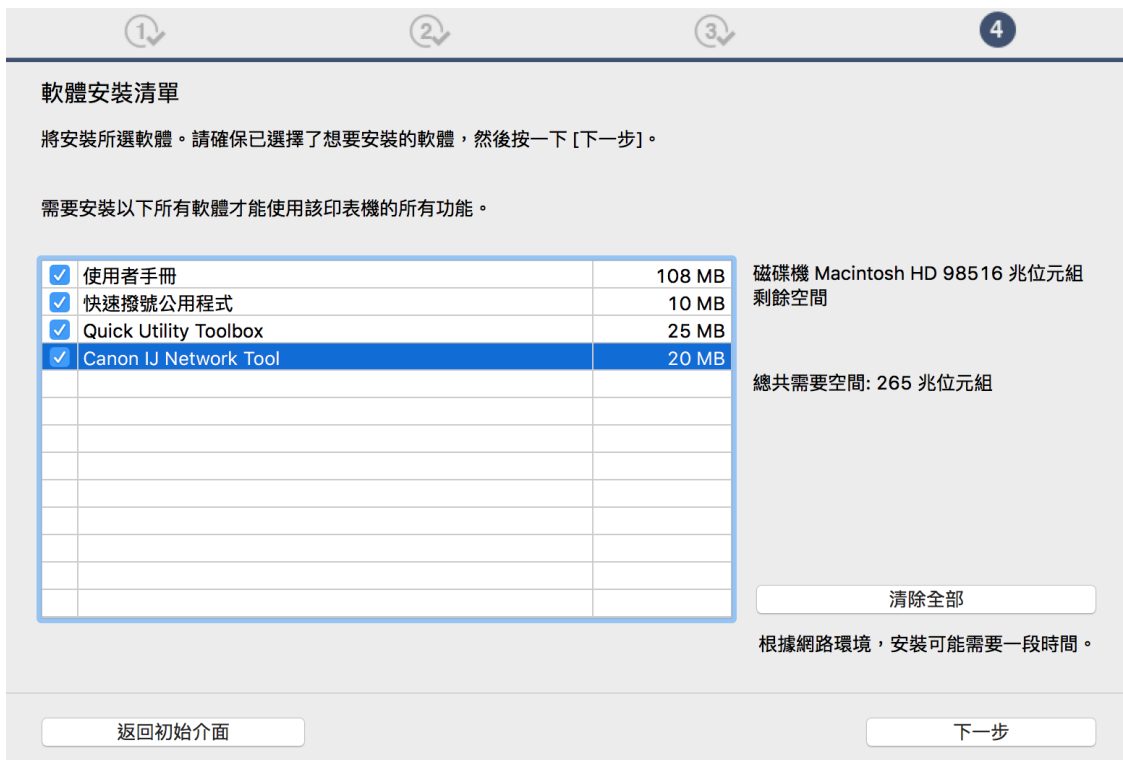 1 2 3 4
軟體安裝清單
將安裝所選軟體。請確保已選擇了想要安裝的軟體，然後按一下 [下一步]。
需要安裝以下所有軟體才能使用該印表機的所有功能。
使用者手冊 108 MB
快速撥號公用程式 10 MB
Quick Utility Toolbox 25 MB
Canon IJ Network Tool 20 MB
磁碟機 Macintosh HD 98516 兆位元組
剩餘空間
總共需要空間: 265 兆位元組
清除全部
根據網路環境，安裝可能需要一段時間。
返回初始介面
下一步